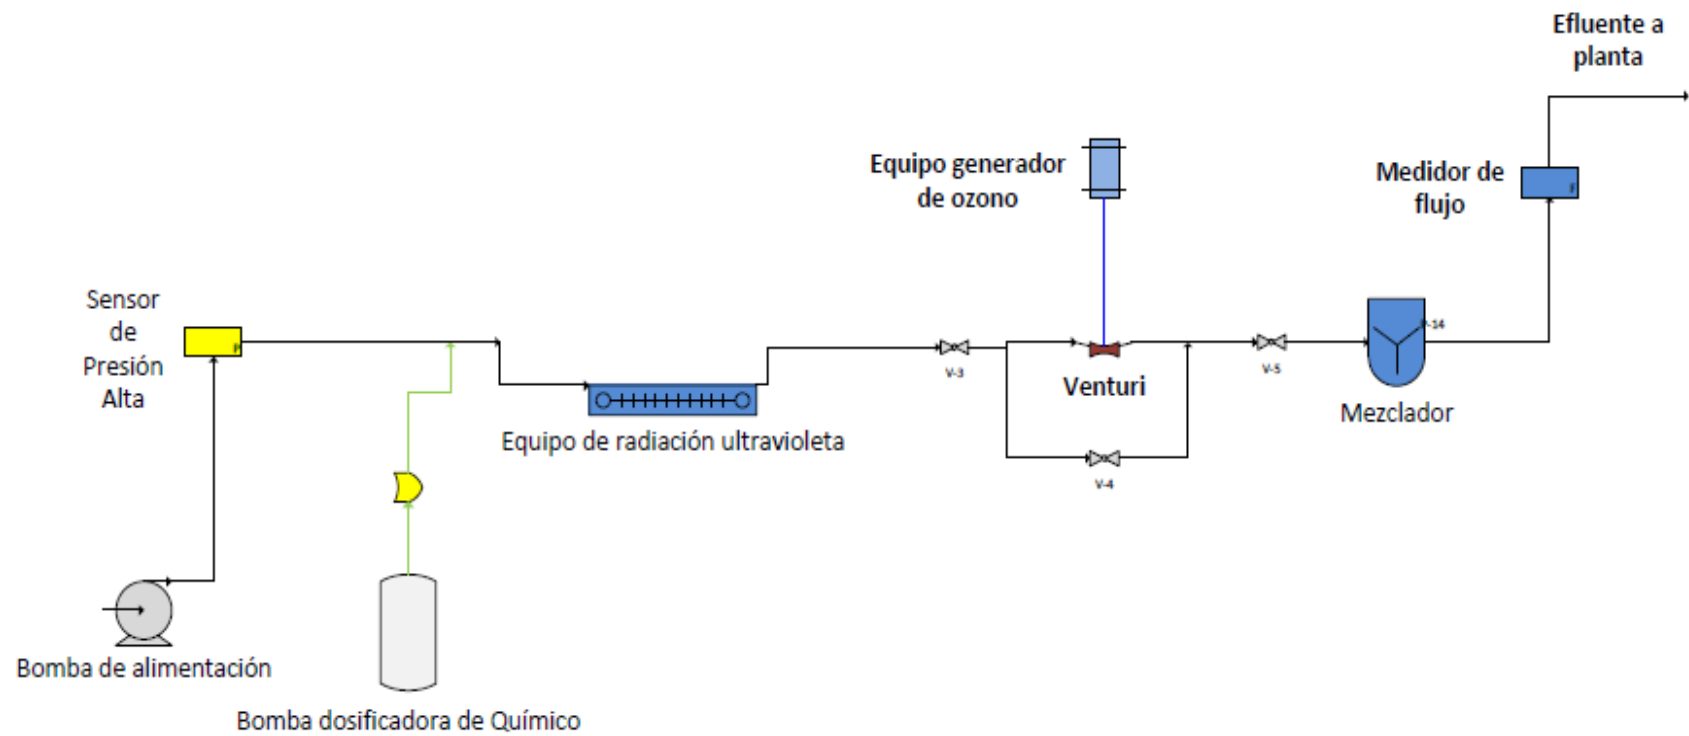 Efluente a
planta
Equipo generador
de ozono
Medidor de
flujo
Sensor
de
Presión
Alta
P
F
P-14
V-3
Venturi
V-5
Mezclador
Equipo de radiación ultravioleta
V-4
Bomba de alimentación
Bomba dosificadora de Químico